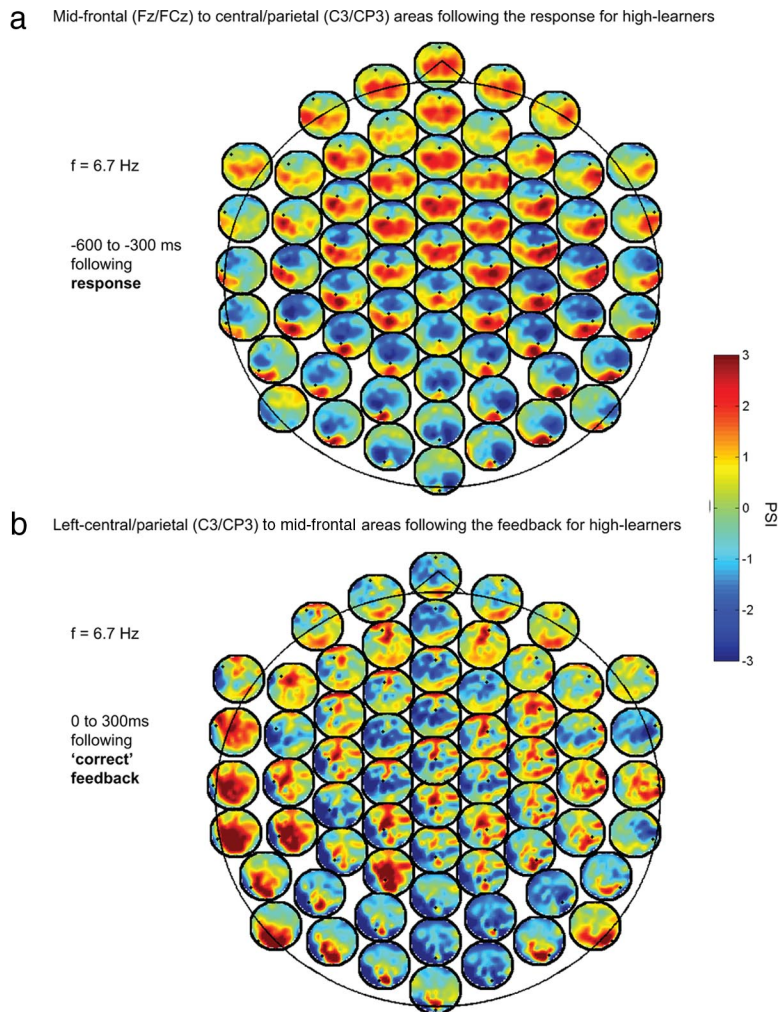 a
Mid-frontal (Fz/FCz) to central/parietal (C3/CP3) areas following the response for high-learners
f = 6.7 Hz
-600 to -300 ms
following
response
3
2
1
0
-1
-2
-3
PSI
b
Left-central/parietal (C3/CP3) to mid-frontal areas following the feedback for high-learners
f = 6.7 Hz
0 to 300ms
following
‘correct’
feedback